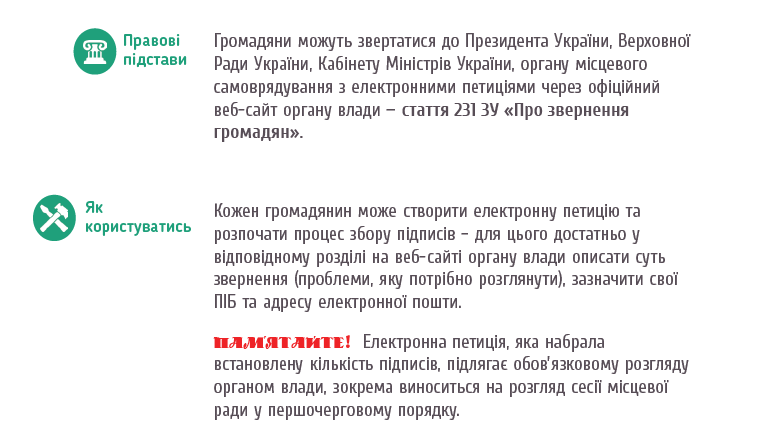 Правові
підстави
Громадяни можуть звертатися до Президента України, Верховної
Ради України, Кабінету Міністрів України, органу місцевого
самоврядування з електронними петиціями через офіційний
веб-сайт органу влади – стаття 231 ЗУ «Про звернення
громадян».
Як
користуватись
Кожен громадянин може створити електронну петицію та
розпочати процес збору підписів - для цього достатньо у
відповідному розділі на веб-сайті органу влади описати суть
звернення (проблеми, яку потрібно розглянути), зазначити свої
ПІБ та адресу електронної пошти.
ПАМ'ЯТАЙТЕ! Електронна петиція, яка набрала
встановлену кількість підписів, підлягає обов'язковому розгляду
органом влади, зокрема виноситься на розгляд сесії місцевої
ради у першочерговому порядку.